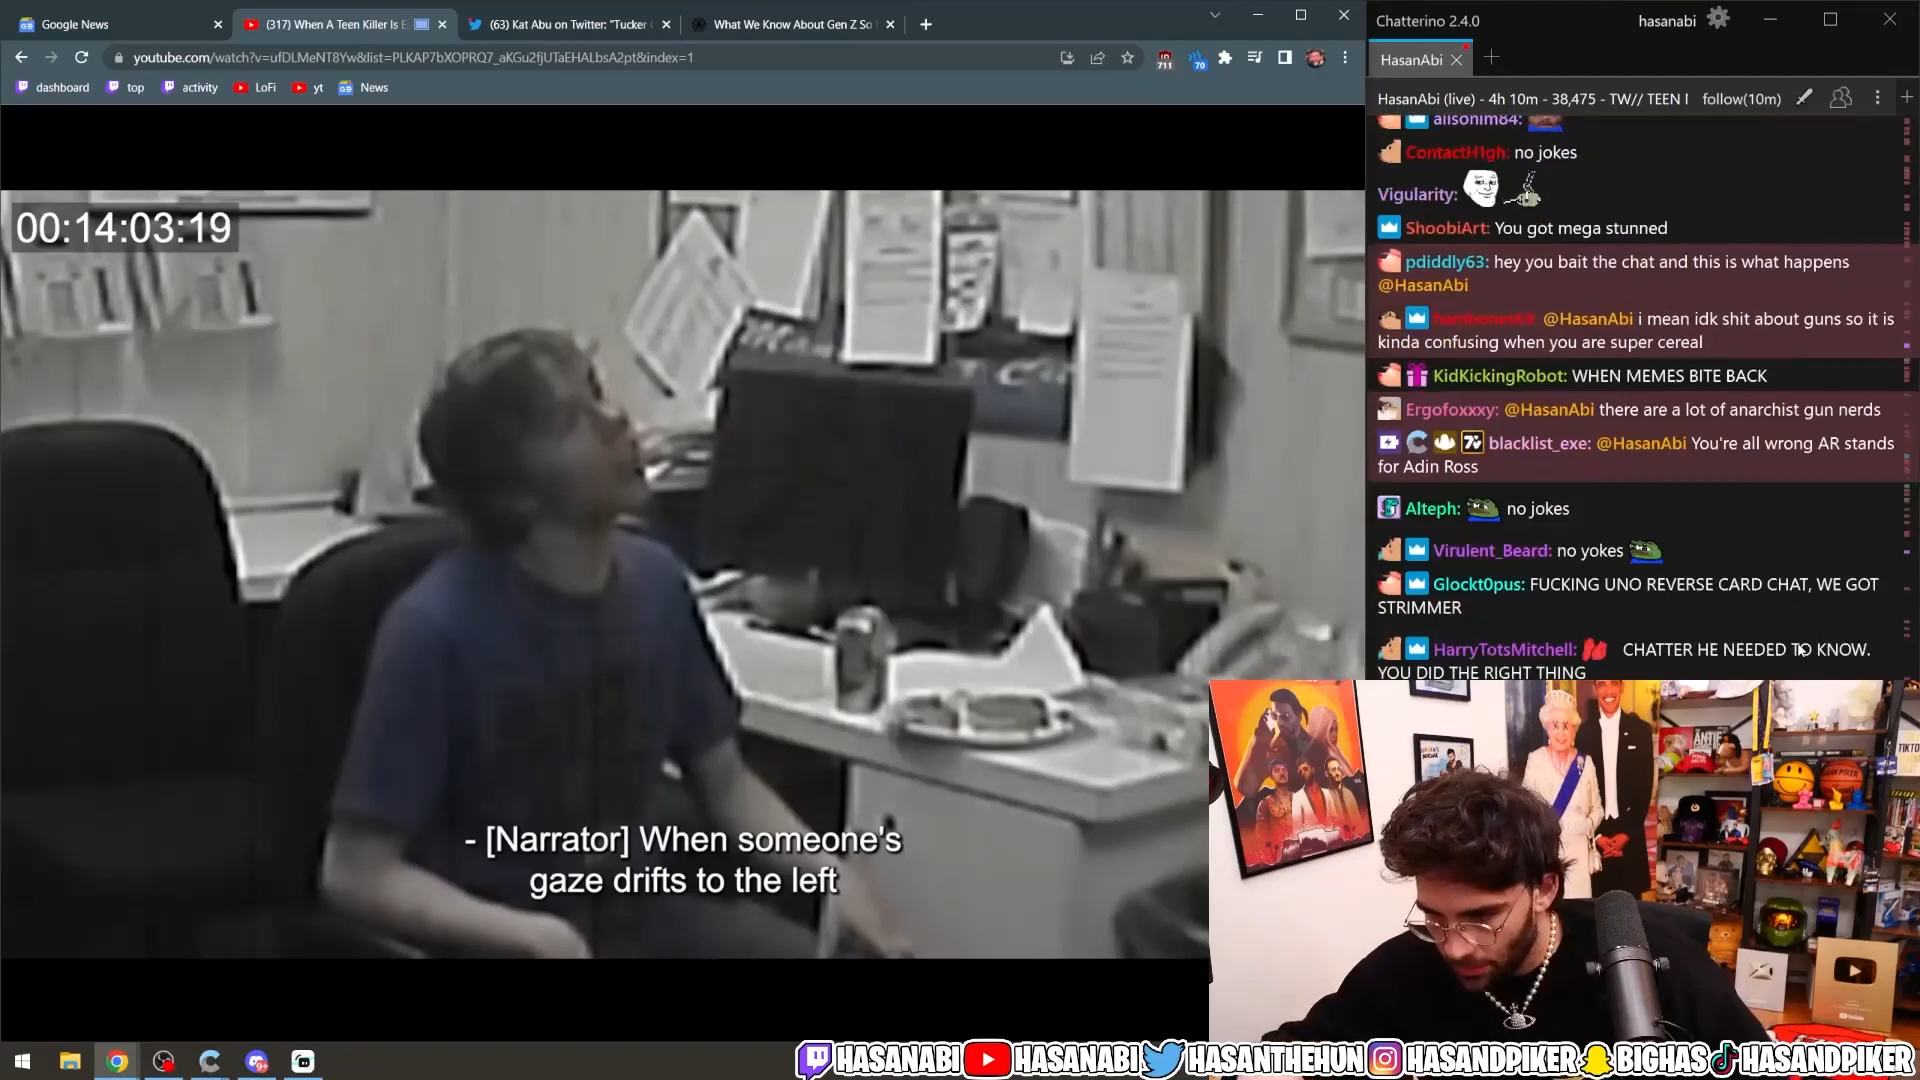 Google News
(317) When A Teen Killer Is E
(63) Kat Abu on Twitter: "Tucker
What We Know About Gen Z So
youtube.com/watch?v=ufDLMeNT8Yw&list=PLKAP7bXOPRQ7_aKGu2fjUTaEHALbsA2pt&index=1
711
70
dashboard
top
activity
LoFi
yt
News
00:14:03:19
- [Narrator] When someone's
gaze drifts to the left
Chatterino 2.4.0
hasanabi
HasanAbi
HasanAbi (live) - 4h 10m - 38,475 - TW// TEEN
follow(10m)
alisonim84:
ContactH1gh: no jokes
Vigularity:
ShoobiArt: You got mega stunned
pdiddly63: hey you bait the chat and this is what happens
@HasanAbi
hambones69: @HasanAbi i mean idk shit about guns so it is
kinda confusing when you are super cereal
KidKickingRobot: WHEN MEMES BITE BACK
Ergofoxxxy: @HasanAbi there are a lot of anarchist gun nerds
blacklist_exe: @HasanAbi You're all wrong AR stands
for Adin Ross
Alteph: no jokes
Virulent_Beard: no yokes
Glockt0pus: FUCKING UNO REVERSE CARD CHAT, WE GOT
STRIMMER
HarryTotsMitchell: CHATTER HE NEEDED TO KNOW.
YOU DID THE RIGHT THING
HASANABI
HASANABI
HASANTHEHUN
HASANDPIKER
BIGHAS
HASANDPIKER